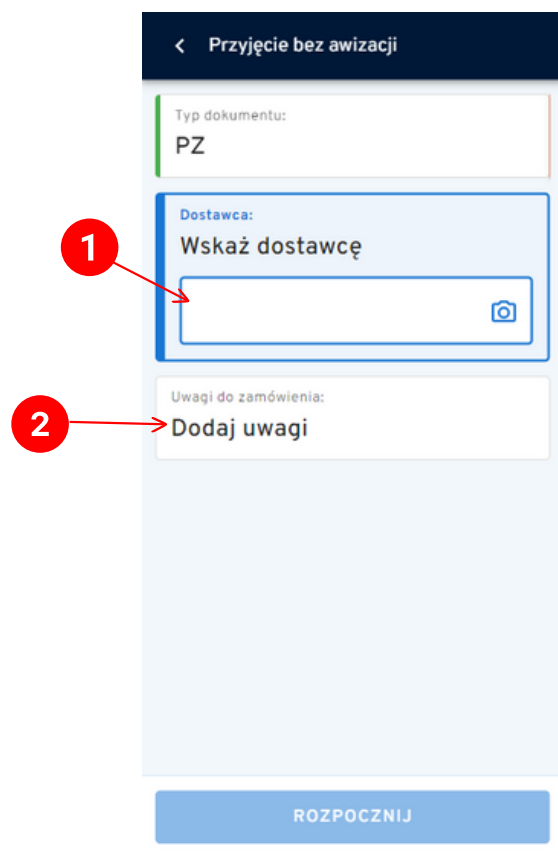 Przyjęcie bez awizacji
Typ dokumentu:
PZ
Dostawca:
Wskaż dostawcę
1
Uwagi do zamówienia:
Dodaj uwagi
2
ROZPOCZNIJ